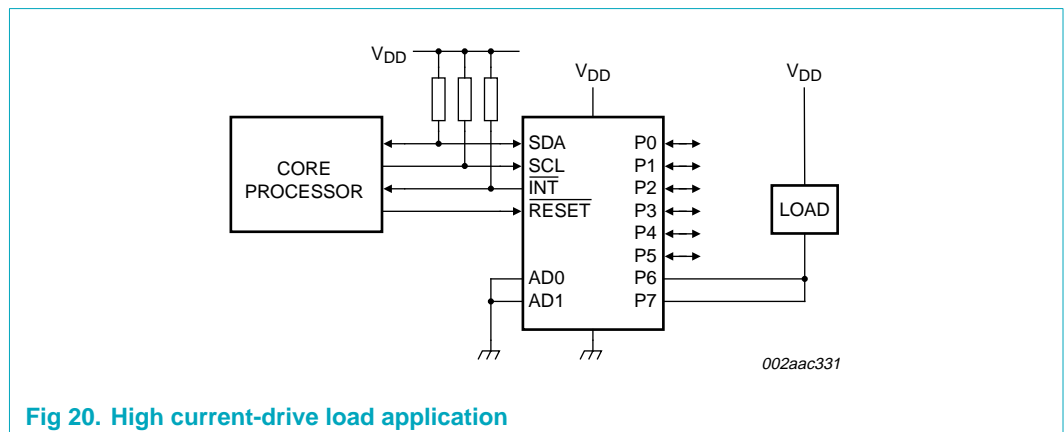 VDD
VDD
VDD
CORE
PROCESSOR
SDA
SCL
INT
RESET
AD0
AD1
P0
P1
P2
P3
P4
P5
P6
P7
LOAD
002aac331
Fig 20. High current-drive load application